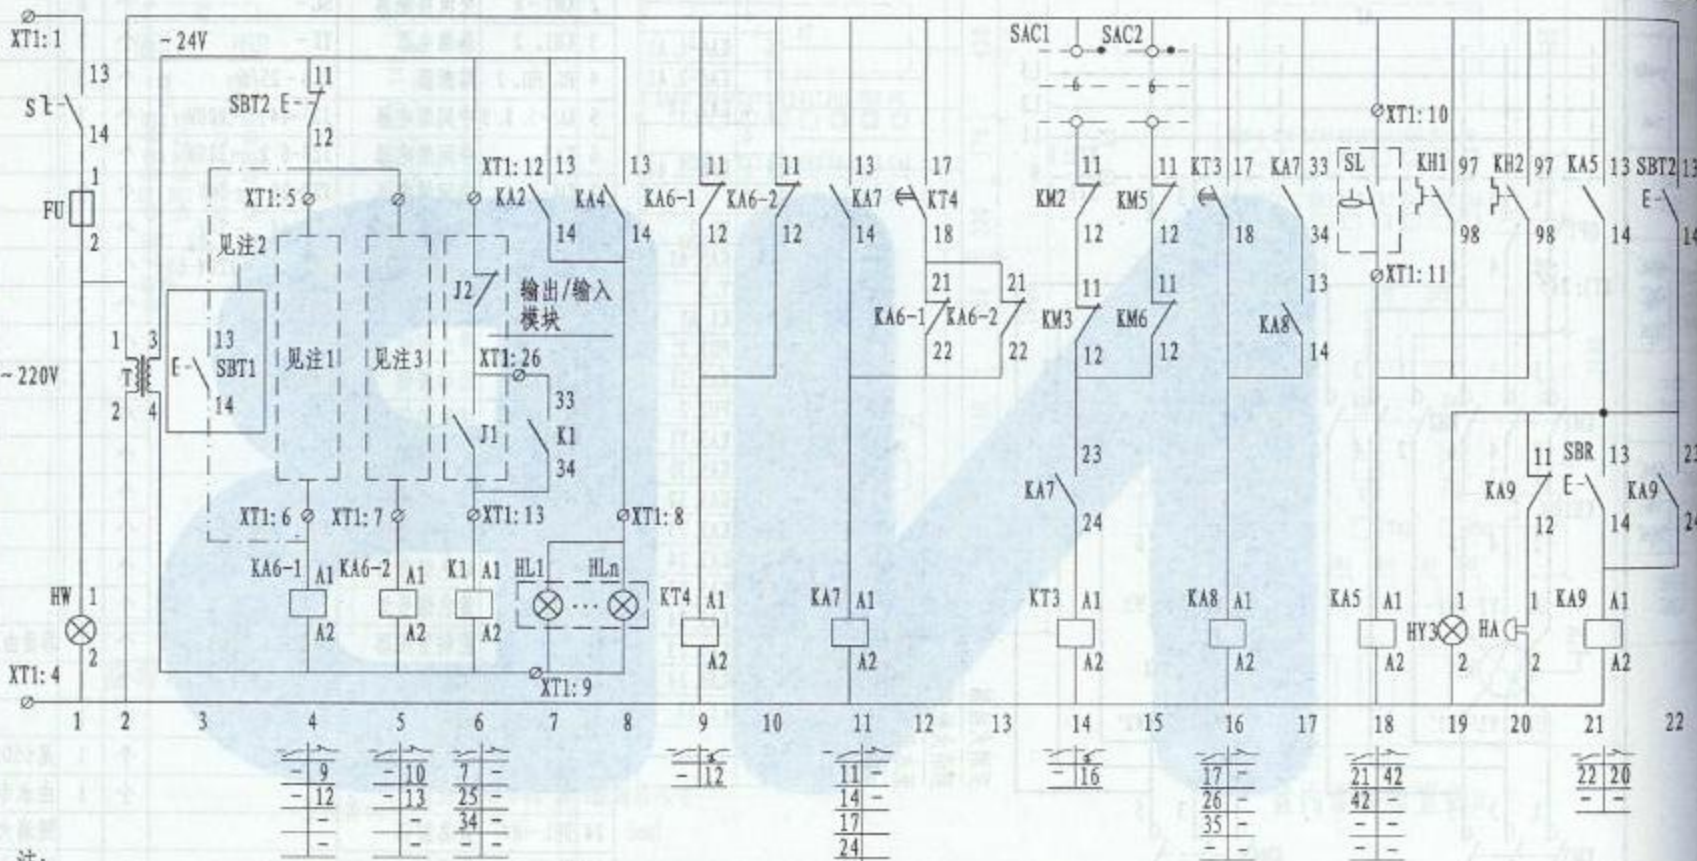 XT1:1
~24V
SAC1
SAC2
13
S
14
11
SBT2 E-
12
6
6
XT1:10
1
FU
2
XT1:5
见注2
XT1:12
13
KA2
14
13
KA4
14
11
KA6-1
12
11
KA6-2
12
13
KA7
14
17
KT4
18
11
KM2
12
11
KM5
12
KT3
17
18
KA7
33
34
SL
KH1
97
98
KH2
97
98
KA5
13
14
SBT2
13
E-
14
XT1:11
J2
输出/输入
模块
21
KA6-1
22
21
KA6-2
22
11
KM3
12
11
KM6
12
13
KA8
14
~220V
1
3
T
2
4
13
E-
SBT1
14
见注1
见注3
XT1:26
33
K1
34
J1
23
KA7
24
11
KA9
12
SBR
13
E-
14
23
KA9
24
XT1:6
XT1:7
XT1:13
XT1:8
HW
1
2
KA6-1
A1
A2
KA6-2
A1
A2
K1
A1
A2
HL1
...
HLn
KT4
A1
A2
KA7
A1
A2
KT3
A1
A2
KA8
A1
A2
KA5
A1
A2
1
HY3
2
1
HA
2
KA9
A1
A2
XT1:4
XT1:9
1 2 3 4 5 6 7 8 9 10 11 12 13 14 15 16 17 18 19 20 21 22
- 9
- 12
- -
- -
- 10
- 13
- -
- -
7 -
25 -
34 -
- -
- 12
11 -
14 -
17
24
- 16
17 -
26 -
35 -
- -
21 42
42 -
- -
- -
22 20
- -
注: